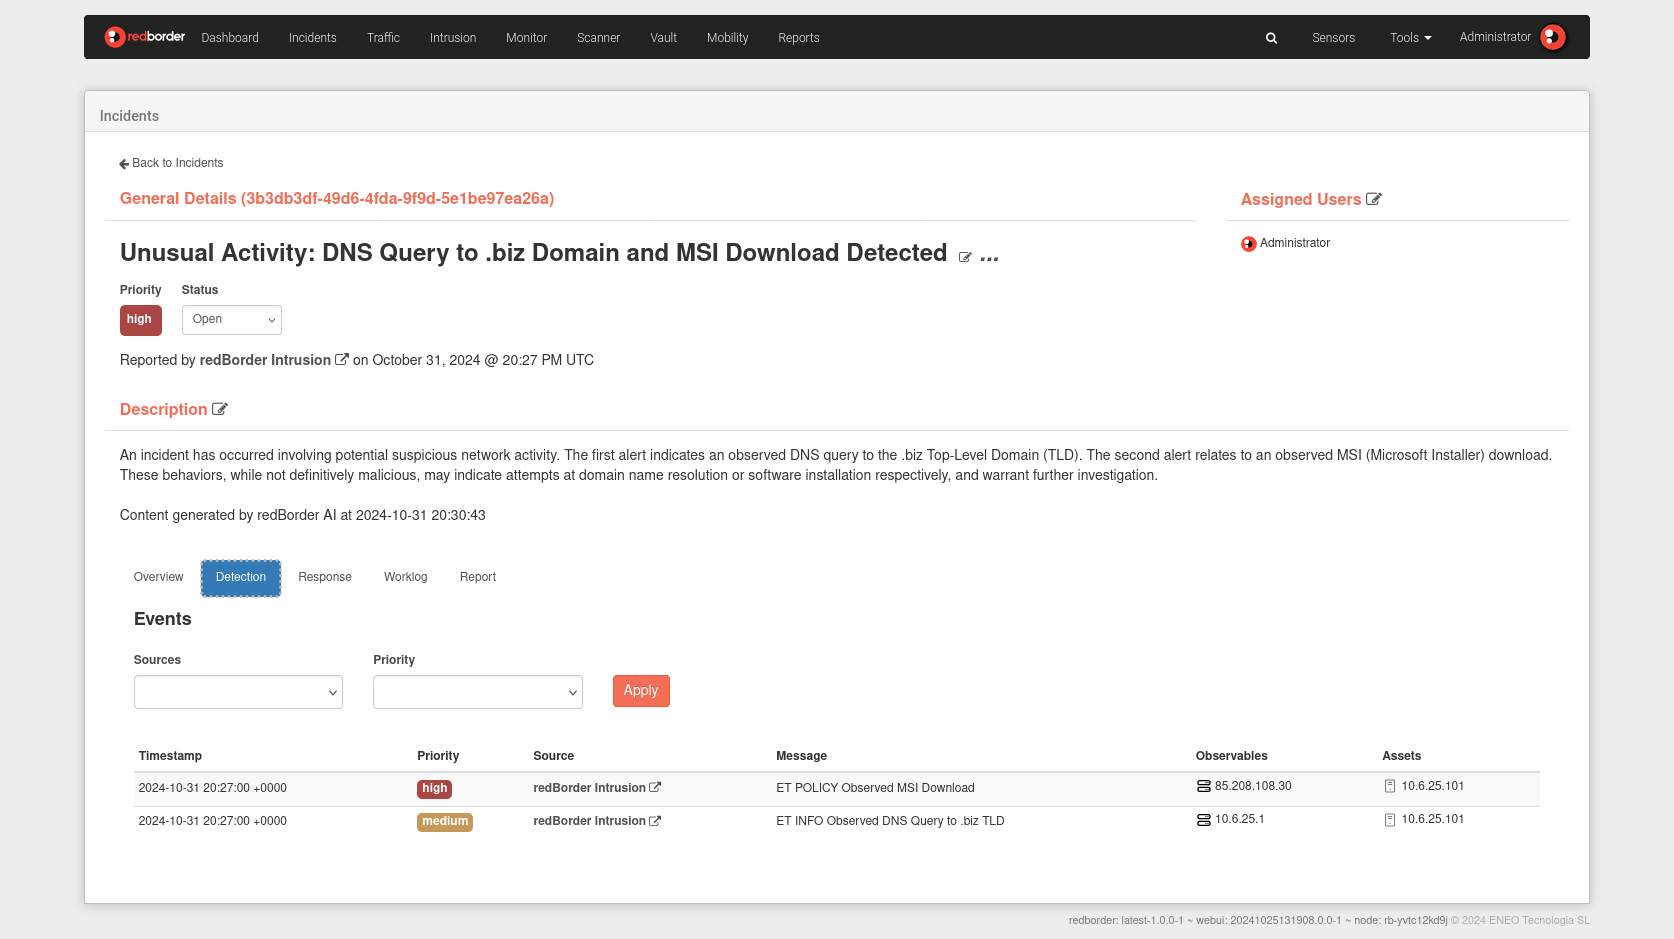 redborder Dashboard Incidents Traffic Intrusion Monitor Scanner Vault Mobility Reports Sensors Tools Administrator
Incidents
Back to Incidents
General Details (3b3db3df-49d6-4fda-9f9d-5e1be97ea26a)
Assigned Users
Unusual Activity: DNS Query to .biz Domain and MSI Download Detected ...
Administrator
Priority Status
high Open
Reported by redBorder Intrusion on October 31, 2024 @ 20:27 PM UTC
Description
An incident has occurred involving potential suspicious network activity. The first alert indicates an observed DNS query to the .biz Top-Level Domain (TLD). The second alert relates to an observed MSI (Microsoft Installer) download.
These behaviors, while not definitively malicious, may indicate attempts at domain name resolution or software installation respectively, and warrant further investigation.
Content generated by redBorder AI at 2024-10-31 20:30:43
Overview Detection Response Worklog Report
Events
Sources Priority
Apply
Timestamp Priority Source Message Observables Assets
2024-10-31 20:27:00 +0000 high redBorder Intrusion ET POLICY Observed MSI Download 85.208.108.30 10.6.25.101
2024-10-31 20:27:00 +0000 medium redBorder Intrusion ET INFO Observed DNS Query to .biz TLD 10.6.25.1 10.6.25.101
redborder: latest-1.0.0-1 ~ webui: 20241025131908.0.0-1 ~ node: rb-yvtc12kd9j © 2024 ENEO Tecnologia SL